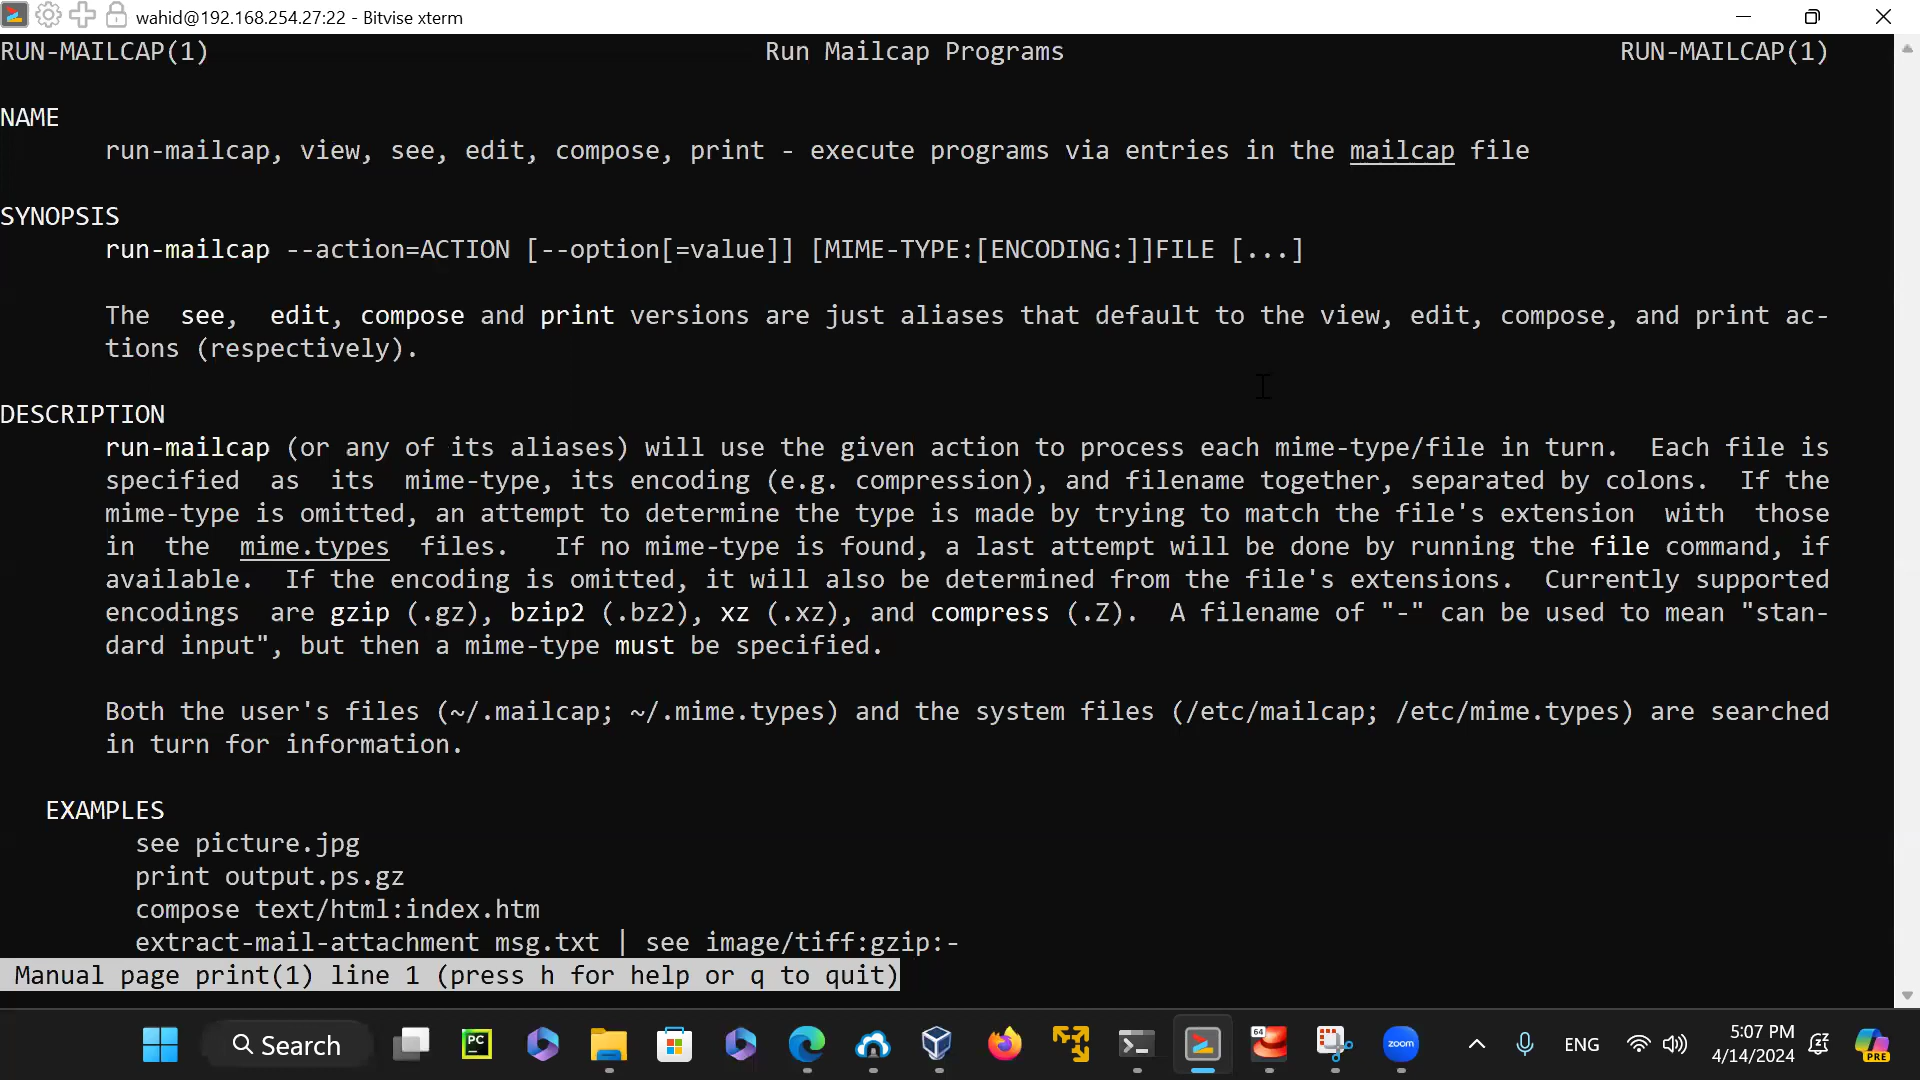 wahid@192.168.254.27:22 - Bitvise xterm
RUN-MAILCAP(1) Run Mailcap Programs RUN-MAILCAP(1)
NAME
run-mailcap, view, see, edit, compose, print - execute programs via entries in the mailcap file
SYNOPSIS
run-mailcap --action=ACTION [--option[=value]] [MIME-TYPE:[ENCODING:]]FILE [...]
The see, edit, compose and print versions are just aliases that default to the view, edit, compose, and print ac-
tions (respectively).
DESCRIPTION
run-mailcap (or any of its aliases) will use the given action to process each mime-type/file in turn. Each file is
specified as its mime-type, its encoding (e.g. compression), and filename together, separated by colons. If the
mime-type is omitted, an attempt to determine the type is made by trying to match the file's extension with those
in the mime.types files. If no mime-type is found, a last attempt will be done by running the file command, if
available. If the encoding is omitted, it will also be determined from the file's extensions. Currently supported
encodings are gzip (.gz), bzip2 (.bz2), xz (.xz), and compress (.Z). A filename of "-" can be used to mean "stan-
dard input", but then a mime-type must be specified.
Both the user's files (~/.mailcap; ~/.mime.types) and the system files (/etc/mailcap; /etc/mime.types) are searched
in turn for information.
EXAMPLES
see picture.jpg
print output.ps.gz
compose text/html:index.htm
extract-mail-attachment msg.txt | see image/tiff:gzip:-
Manual page print(1) line 1 (press h for help or q to quit)
Search
PC
64
zoom
ENG
5:07 PM
4/14/2024
PRE